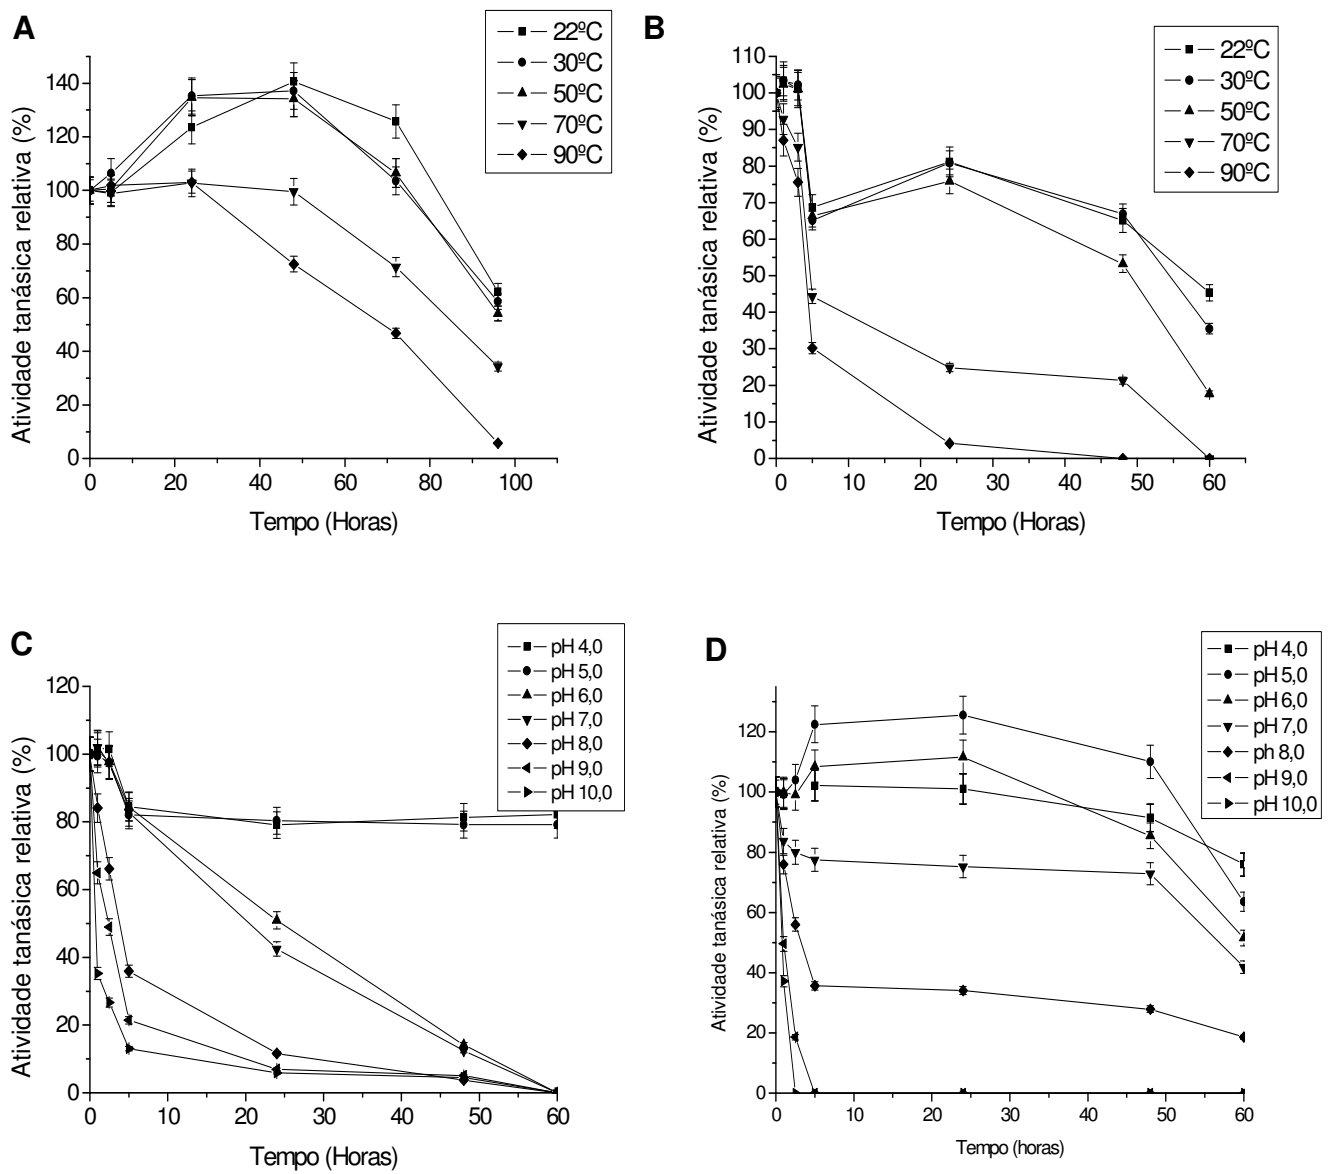 A
22ºC
30ºC
50ºC
70ºC
90ºC
Atividade tanásica relativa (%)
140
120
100
80
60
40
20
0
0 20 40 60 80 100
Tempo (Horas)
B
22ºC
30ºC
50ºC
70ºC
90ºC
Atividade tanásica relativa (%)
110
100
90
80
70
60
50
40
30
20
10
0
0 10 20 30 40 50 60
Tempo (Horas)
C
pH 4,0
pH 5,0
pH 6,0
pH 7,0
pH 8,0
pH 9,0
pH 10,0
Atividade tanásica relativa (%)
120
100
80
60
40
20
0
0 10 20 30 40 50 60
Tempo (Horas)
D
pH 4,0
pH 5,0
pH 6,0
pH 7,0
ph 8,0
pH 9,0
pH 10,0
Atividade tanásica relativa (%)
120
100
80
60
40
20
0
0 10 20 30 40 50 60
Tempo (horas)